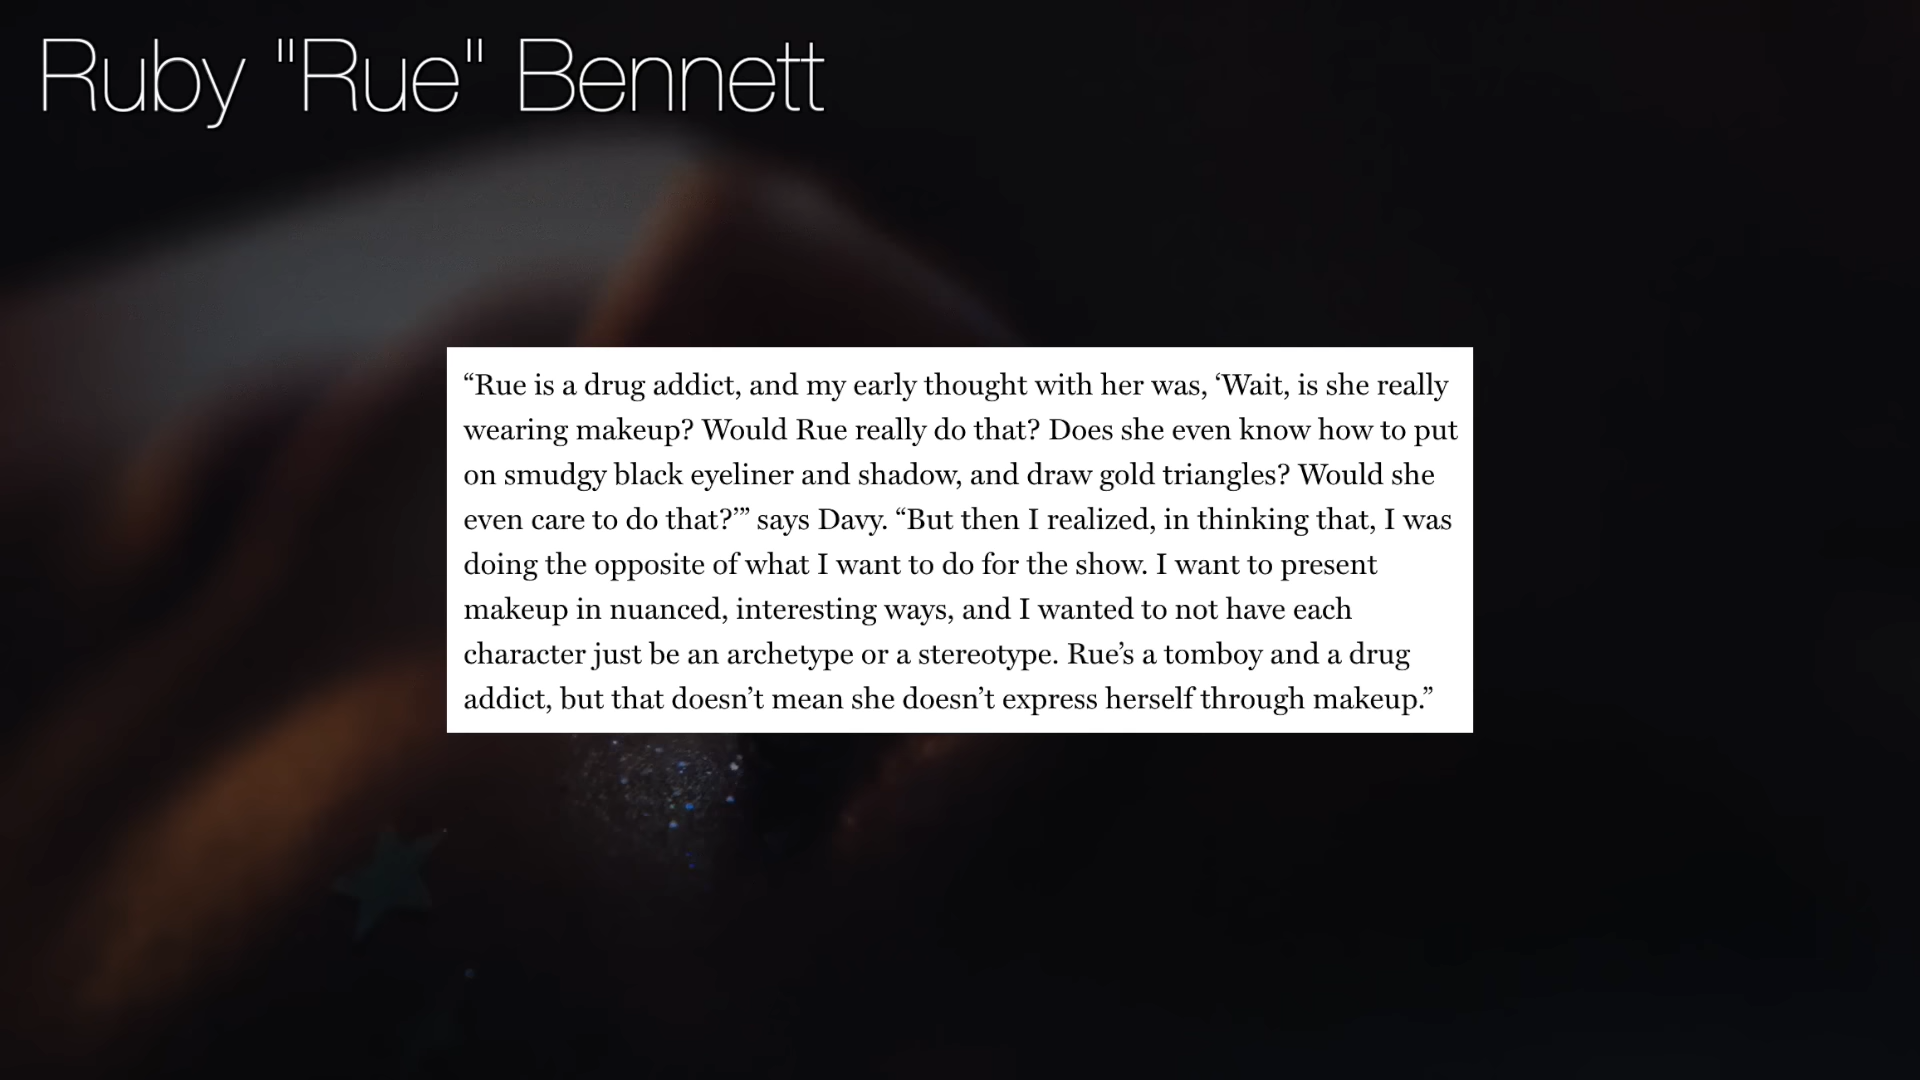 Ruby "Rue" Bennett
“Rue is a drug addict, and my early thought with her was, ‘Wait, is she really
wearing makeup? Would Rue really do that? Does she even know how to put
on smudgy black eyeliner and shadow, and draw gold triangles? Would she
even care to do that?’” says Davy. “But then I realized, in thinking that, I was
doing the opposite of what I want to do for the show. I want to present
makeup in nuanced, interesting ways, and I wanted to not have each
character just be an archetype or a stereotype. Rue’s a tomboy and a drug
addict, but that doesn’t mean she doesn’t express herself through makeup.”